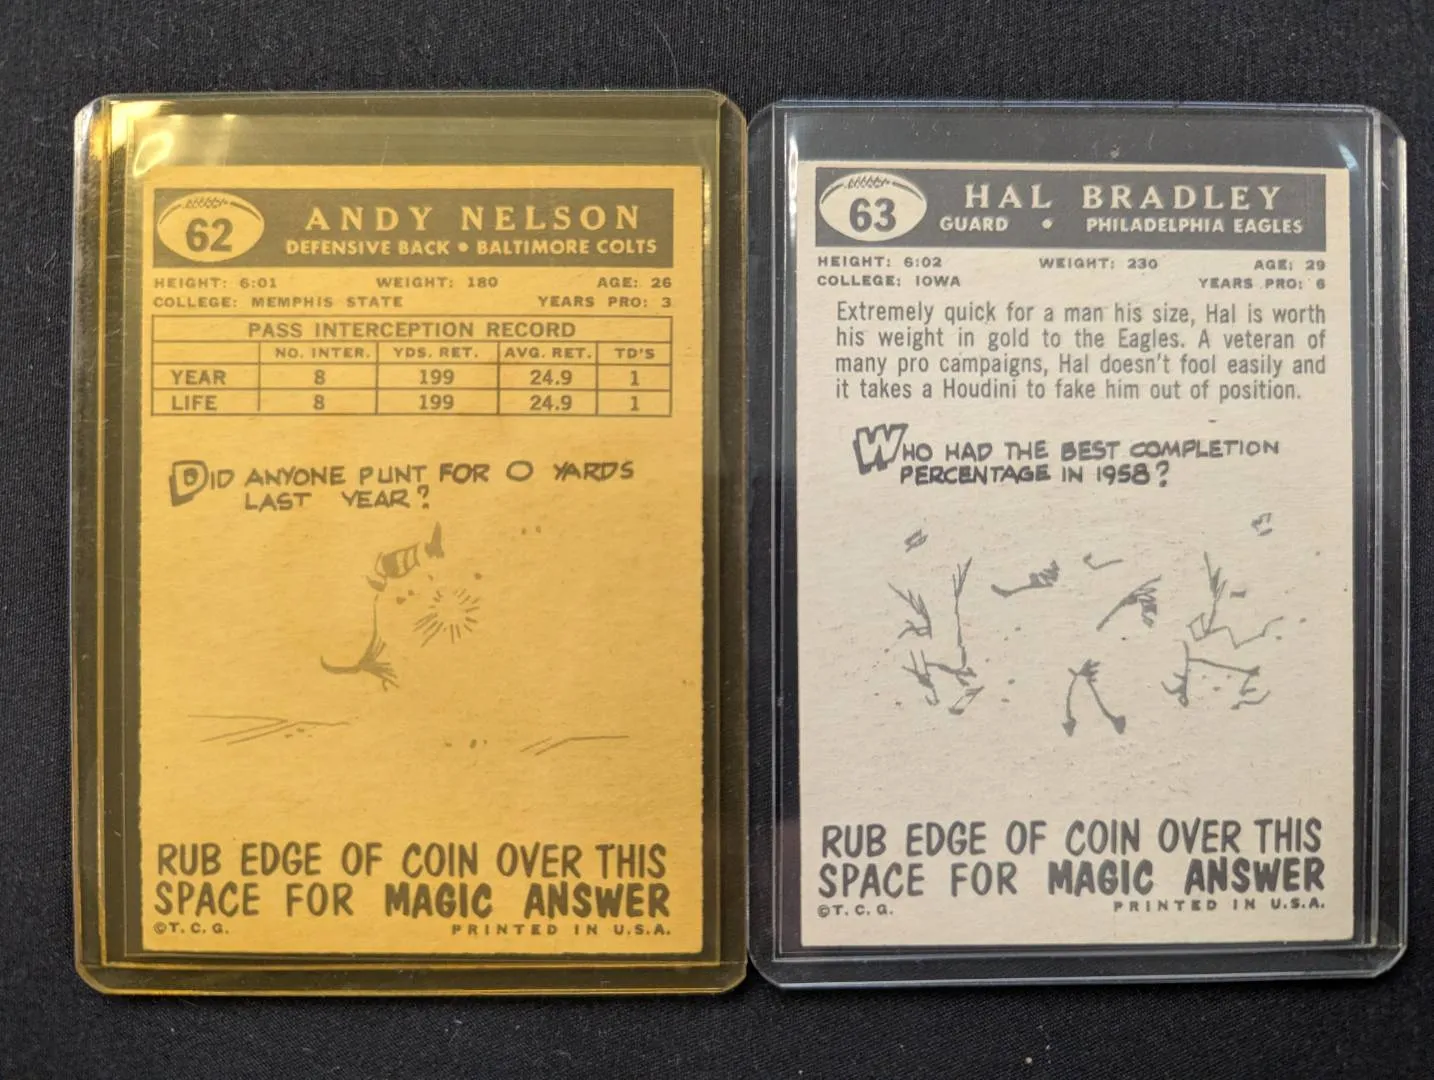 62
ANDY NELSON
DEFENSIVE BACK • BALTIMORE COLTS
HEIGHT: 6:01 WEIGHT: 180 AGE: 26
COLLEGE: MEMPHIS STATE YEARS PRO: 3
PASS INTERCEPTION RECORD
NO. INTER. YDS. RET. AVG. RET. TD'S
YEAR 8 199 24.9 1
LIFE 8 199 24.9 1
DID ANYONE PUNT FOR 0 YARDS
LAST YEAR?
RUB EDGE OF COIN OVER THIS
SPACE FOR MAGIC ANSWER
©T. C. G. PRINTED IN U.S.A.
63
HAL BRADLEY
GUARD • PHILADELPHIA EAGLES
HEIGHT: 6:02 WEIGHT: 230 AGE: 29
COLLEGE: IOWA YEARS PRO: 6
Extremely quick for a man his size, Hal is worth
his weight in gold to the Eagles. A veteran of
many pro campaigns, Hal doesn't fool easily and
it takes a Houdini to fake him out of position.
WHO HAD THE BEST COMPLETION
PERCENTAGE IN 1958?
RUB EDGE OF COIN OVER THIS
SPACE FOR MAGIC ANSWER
©T. C. G. PRINTED IN U.S.A.